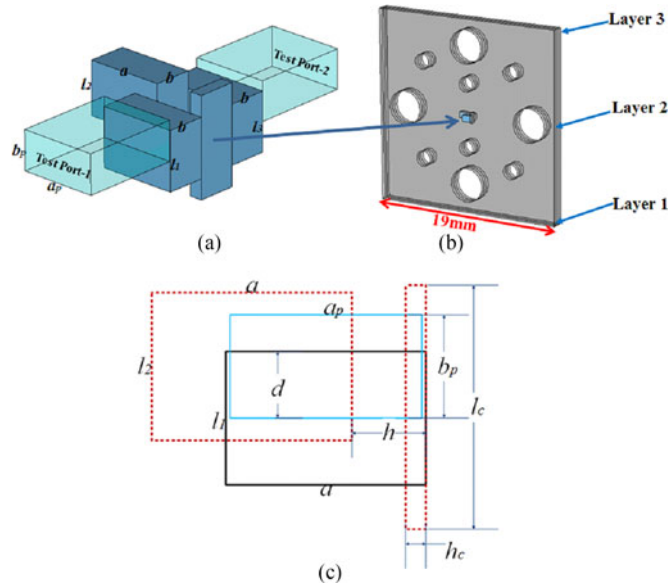 a
b
b
l2
b
l3
l1
Test Port-2
Test Port-1
bp
ap
(a)
Layer 3
Layer 2
Layer 1
19mm
(b)
a
ap
l2
d
bp
lc
l1
h
a
hc
(c)